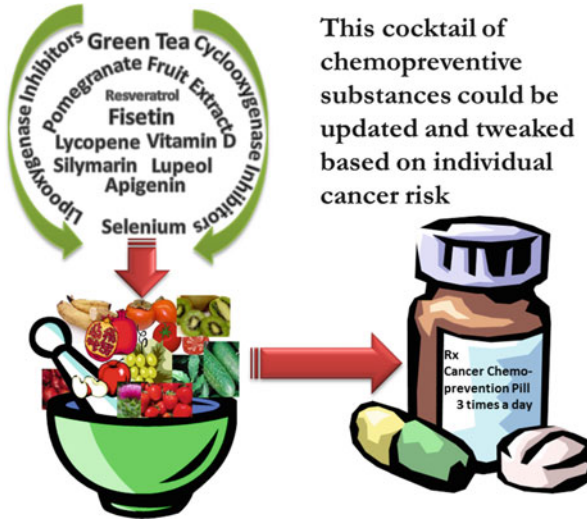 Lipooxygenase Inhibitors
Green Tea
Cyclooxygenase Inhibitors
Pomegranate Fruit Extract
Resveratrol
Fisetin
Lycopene Vitamin D
Silymarin Lupeol
Apigenin
Selenium
This cocktail of
chemopreventive
substances could be
updated and tweaked
based on individual
cancer risk
Rx
Cancer Chemo-
prevention Pill
3 times a day